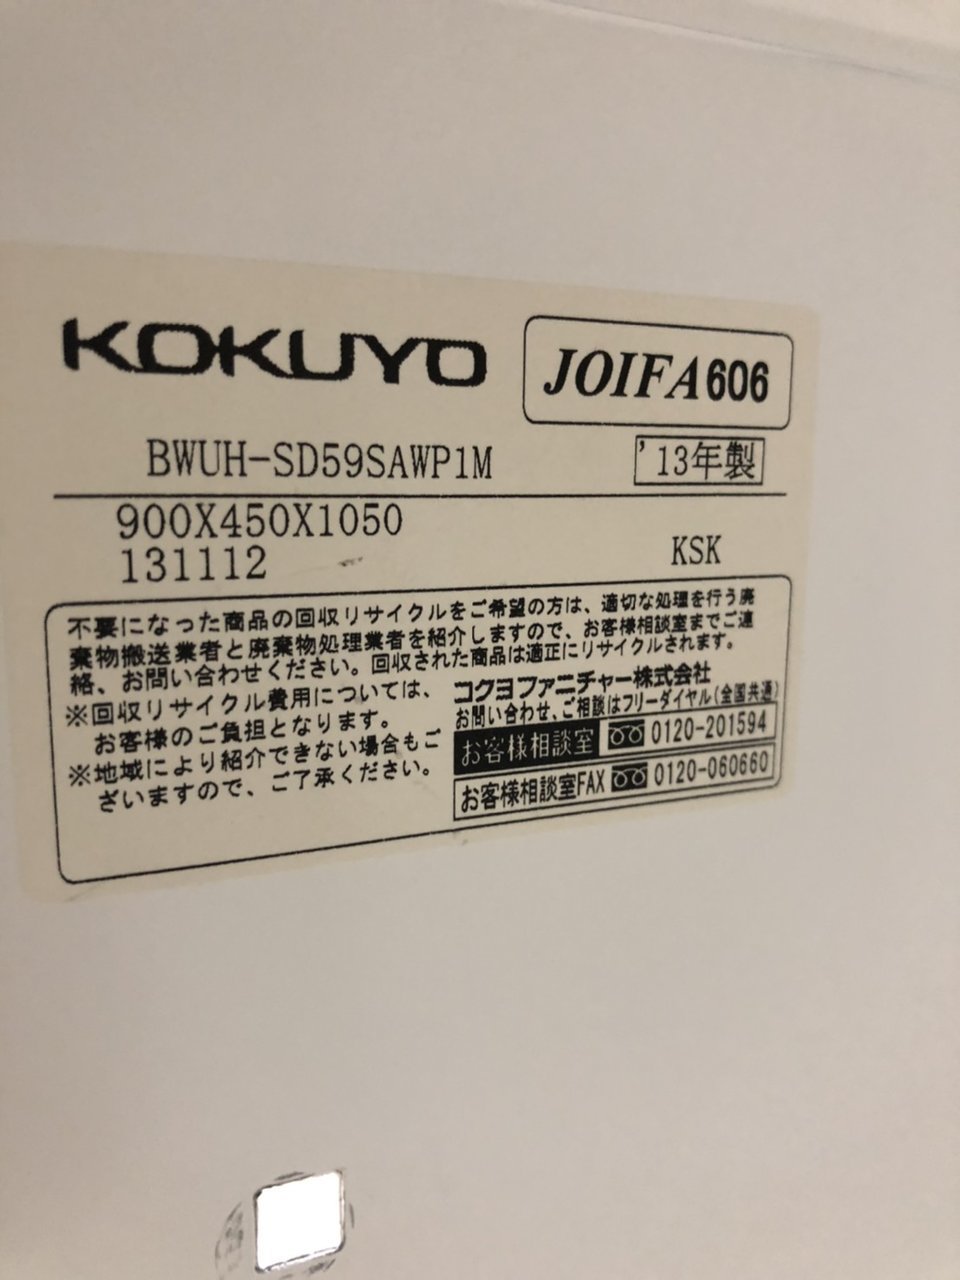 KOKUYO
JOIFA606
BWUH-SD59SAWP1M
'13年製
900X450X1050
131112
KSK
不要になった商品の回収リサイクルをご希望の方は、適切な処理を行う廃
棄物搬送業者と廃棄物処理業者を紹介しますので、お客様相談室までご連
絡、お問い合わせください。回収された商品は適正にリサイクルされます。
※回収リサイクル費用については、
お客様のご負担となります。
※地域により紹介できない場合もご
ざいますので、ご了承ください。
コクヨファニチャー株式会社
お問い合わせ、ご相談はフリーダイヤル(全国共通)
お客様相談室 0120-201594
お客様相談室FAX 0120-060660